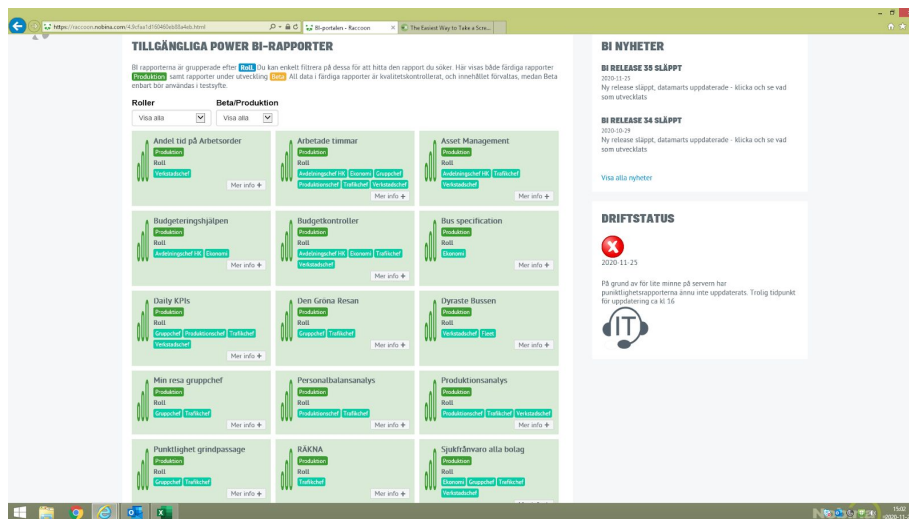 https://raccoon.nobina.com
BI-portalen - Raccoon
The Easiest Way to Take a Scre...
TILLGÄNGLIGA POWER BI-RAPPORTER
BI rapporterna är grupperade efter Roll Du kan enkelt filtrera på dessa för att hitta den rapport du söker. Här visas både färdiga rapporter
Produktion samt rapporter under utveckling Beta All data i färdiga rapporter är kvalitetskontrollerat, och innehållet förvaltas, medan Beta
enbart bör användas i testsyfte.
Roller Beta/Produktion
Visa alla Visa alla
Andel tid på Arbetsorder
Produktion
Roll
Verkstadschef
Mer info +
Arbetade timmar
Produktion
Roll
Avdelningschef HK Ekonomi Gruppchef
Produktionschef Trafikchef Verkstadschef
Mer info +
Asset Management
Produktion
Roll
Avdelningschef HK Trafikchef
Verkstadschef
Mer info +
Budgeteringshjälpen
Produktion
Roll
Avdelningschef HK Ekonomi
Mer info +
Budgetkontroller
Produktion
Roll
Avdelningschef HK Ekonomi Trafikchef
Verkstadschef
Mer info +
Bus specification
Produktion
Roll
Ekonomi
Mer info +
Daily KPIs
Produktion
Roll
Gruppchef Produktionschef Trafikchef
Verkstadschef
Mer info +
Den Gröna Resan
Produktion
Roll
Gruppchef Trafikchef
Mer info +
Dyraste Bussen
Produktion
Roll
Verkstadschef
Mer info +
Min resa gruppchef
Produktion
Roll
Gruppchef Trafikchef
Mer info +
Personalbalansanalys
Produktion
Roll
Produktionschef Trafikchef
Mer info +
Produktionsanalys
Produktion
Roll
Produktionschef Trafikchef Verkstadschef
Mer info +
Punktlighet grindpassage
Produktion
Roll
Gruppchef Trafikchef
Mer info +
RÄKNA
Produktion
Roll
Trafikchef
Mer info +
Sjukfrånvaro alla bolag
Produktion
Roll
Ekonomi Gruppchef Trafikchef
Verkstadschef
BI NYHETER
BI RELEASE 35 SLÄPPT
2020-11-25
Ny release släppt, datamarts uppdaterade - klicka och se vad
som utvecklats
BI RELEASE 34 SLÄPPT
2020-10-29
Ny release släppt, datamarts uppdaterade - klicka och se vad
som utvecklats
Visa alla nyheter
DRIFTSTATUS
2020-11-25
På grund av för lite minne på servern har
punktlighetsrapporterna ännu inte uppdaterats. Trolig tidpunkt
för uppdatering ca kl 16
IT
15:02